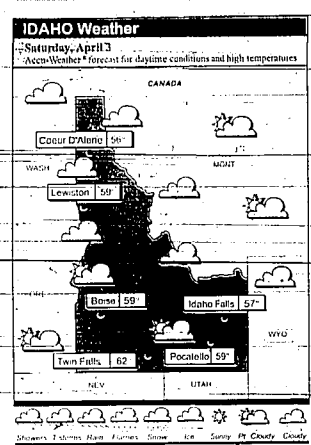 IDAHO Weather
Saturday, April 3
Accu-Weather® forecast for daytime conditions and high temperatures
CANADA
Coeur D'Alene 56°
WASH
MONT
Lewiston 59°
ORE
Boise 59°
Idaho Falls 57°
WYO
Twin Falls 62°
Pocatello 59°
NEV
UTAH
Showers T-storms Rain Flurries Snow Ice Sunny Pt. Cloudy Cloudy